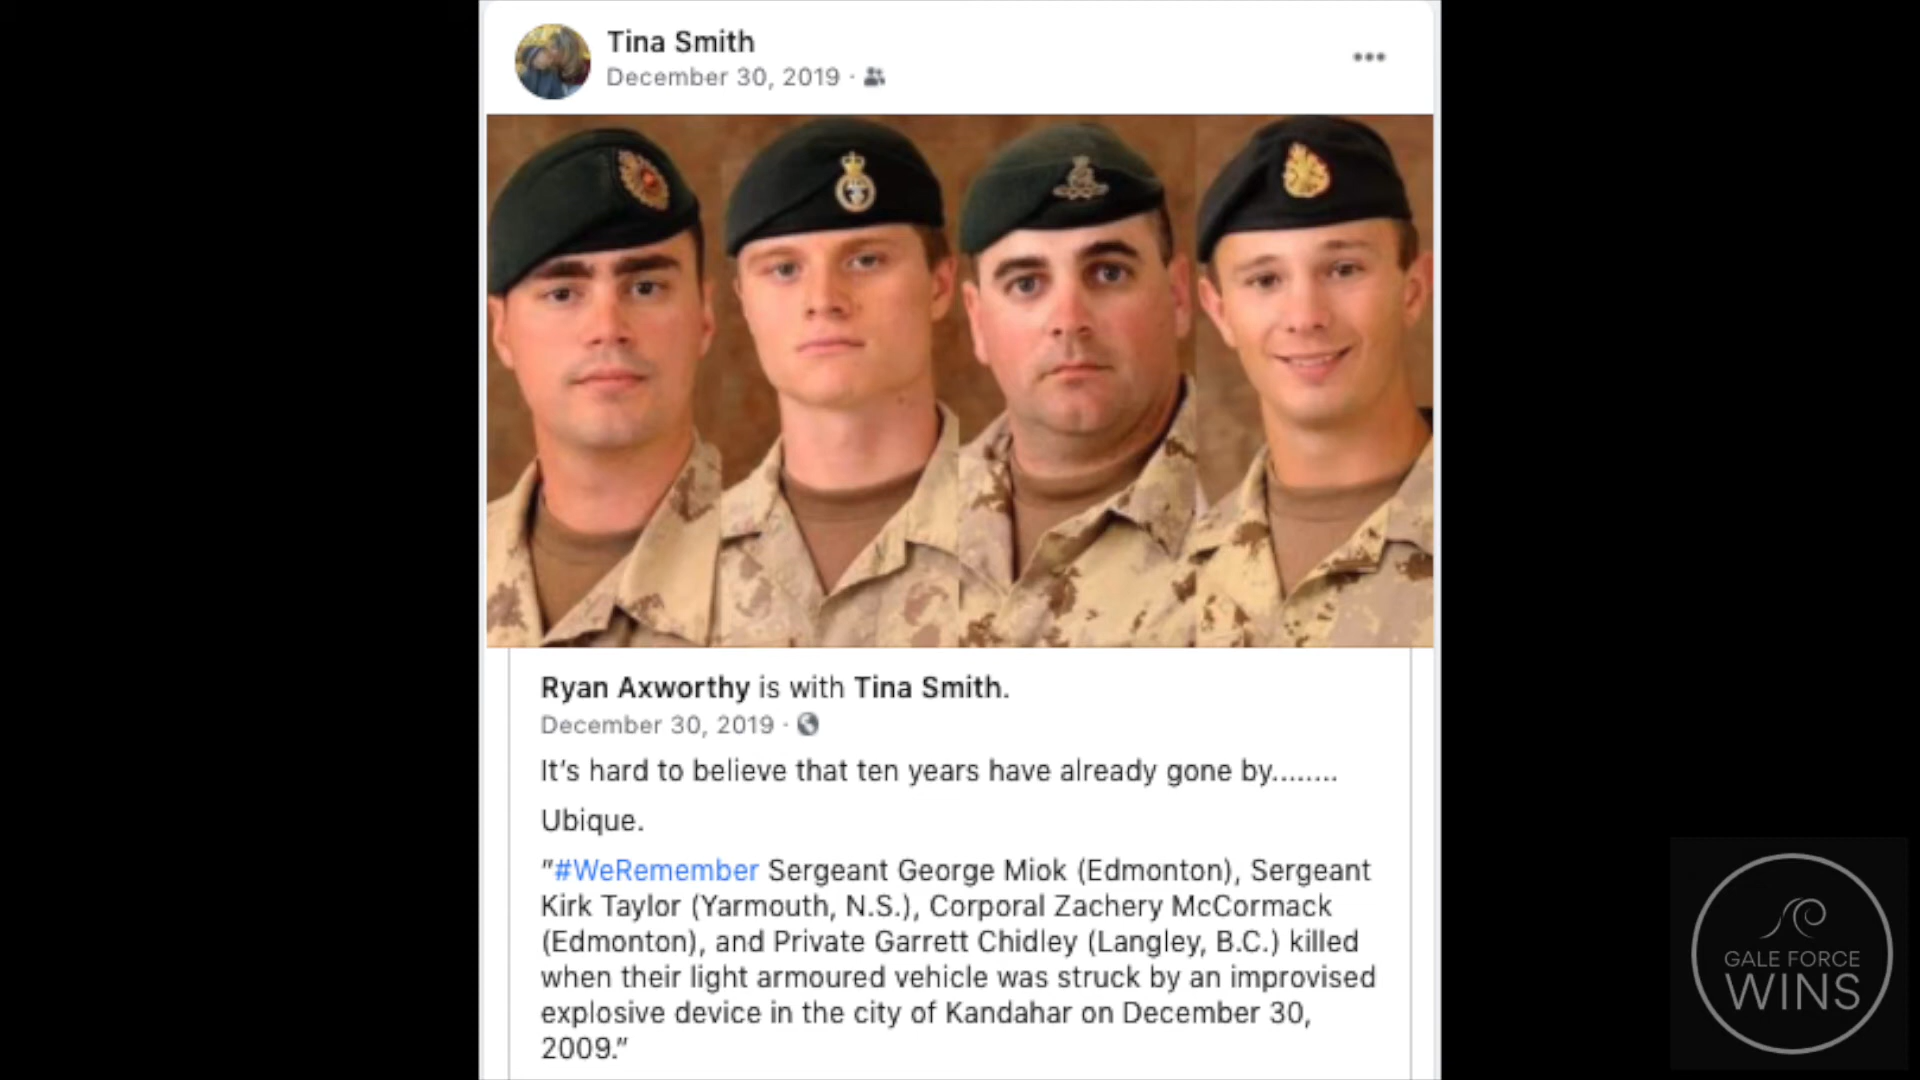 Tina Smith
December 30, 2019 ·
Ryan Axworthy is with Tina Smith.
December 30, 2019 ·
It's hard to believe that ten years have already gone by........
Ubique.
"#WeRemember Sergeant George Miok (Edmonton), Sergeant
Kirk Taylor (Yarmouth, N.S.), Corporal Zachery McCormack
(Edmonton), and Private Garrett Chidley (Langley, B.C.) killed
when their light armoured vehicle was struck by an improvised
explosive device in the city of Kandahar on December 30,
2009."
GALE FORCE
WINS